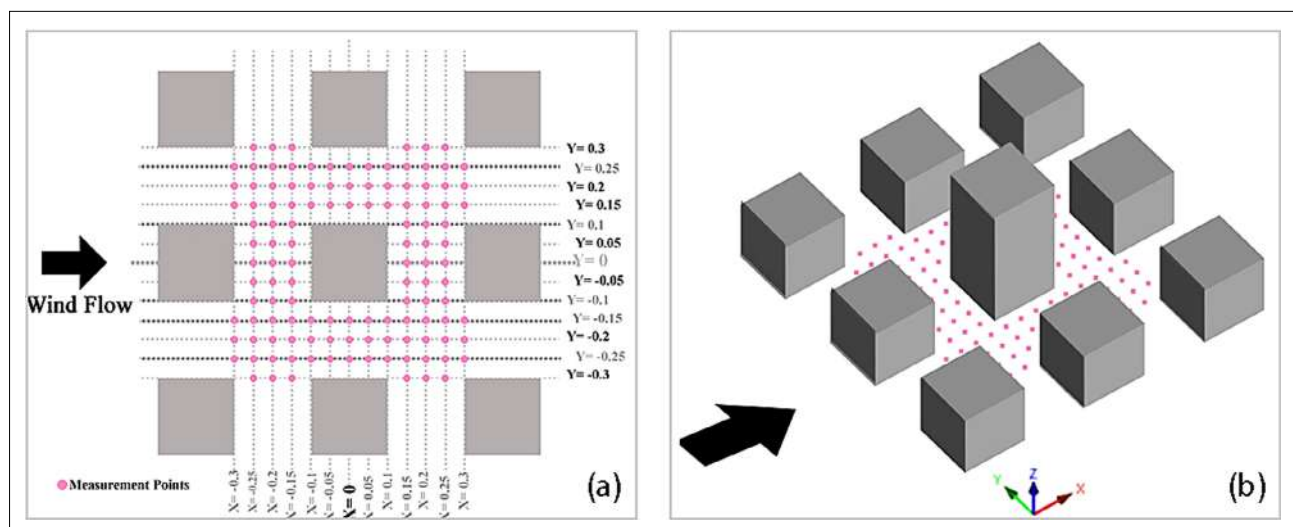 Y= 0.3
Y= 0.25
Y= 0.2
Y= 0.15
Y= 0.1
Y= 0.05
Y= 0
Y= -0.05
Y= -0.1
Y= -0.15
Y= -0.2
Y= -0.25
Y= -0.3
Wind Flow
Measurement Points
X= -0.3
X= -0.25
X= -0.2
X= -0.15
X= -0.1
X= -0.05
X= 0
X= 0.05
X= 0.1
X= 0.15
X= 0.2
X= 0.25
X= 0.3
(a)
Y
Z
X
(b)